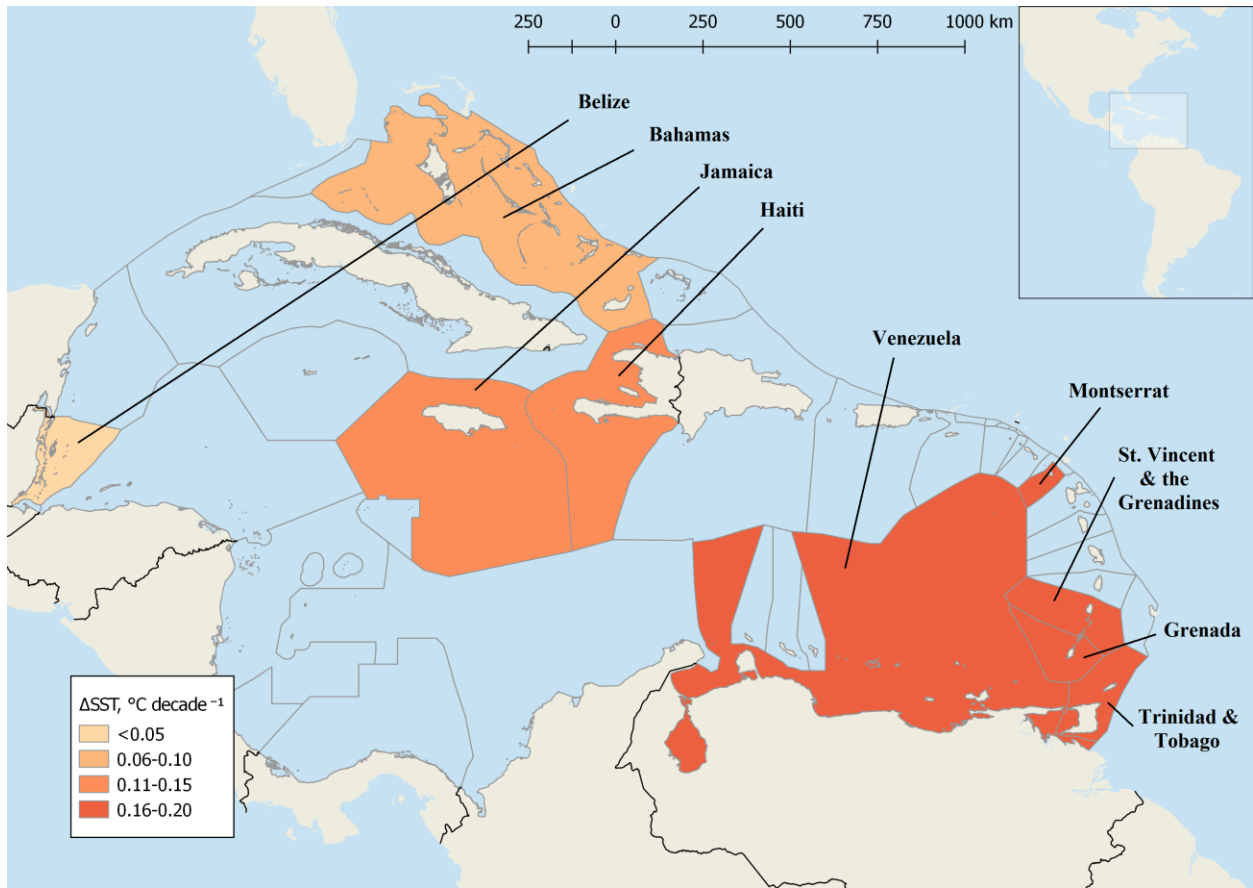 250 0 250 500 750 1000 km
Belize
Bahamas
Jamaica
Haiti
Venezuela
Montserrat
St. Vincent
& the
Grenadines
Grenada
Trinidad &
Tobago
ΔSST, °C decade ⁻¹
<0.05
0.06-0.10
0.11-0.15
0.16-0.20